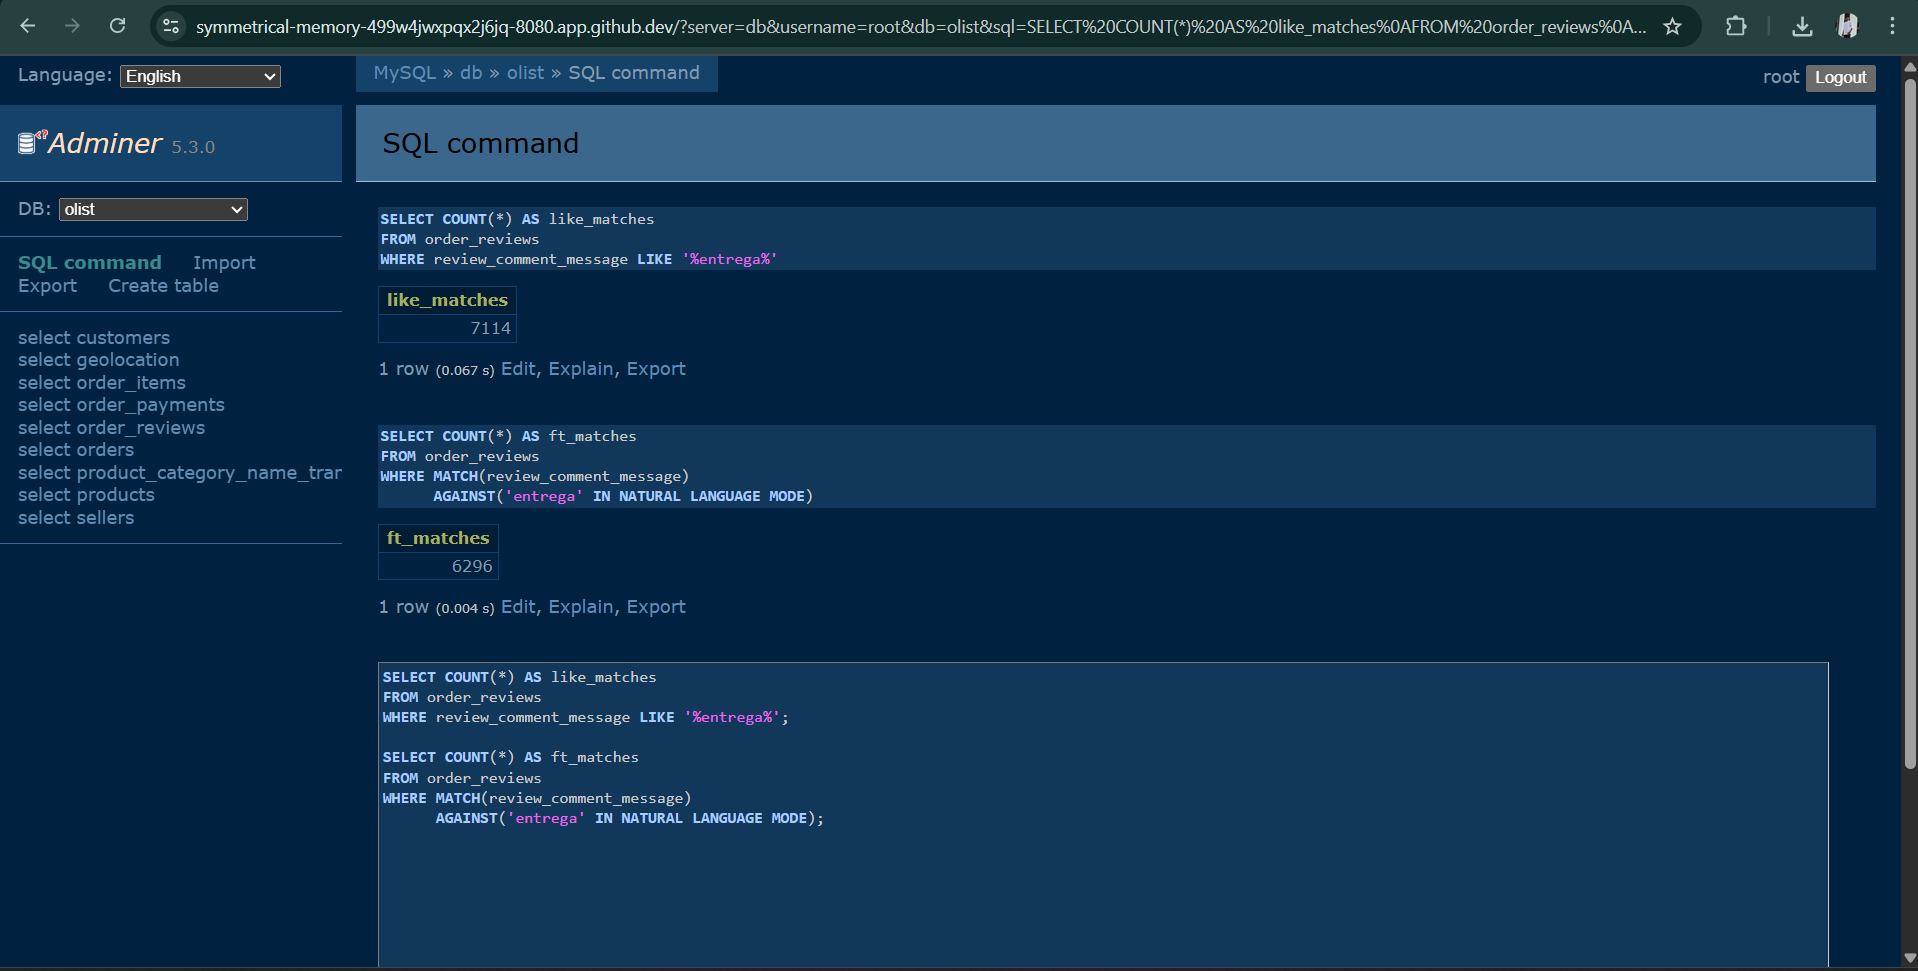 symmetrical-memory-499w4jwxpqx2j6jq-8080.app.github.dev/?server=db&username=root&db=olist&sql=SELECT%20COUNT(*)%20AS%20like_matches%0AFROM%20order_reviews%0A...
Language: English
MySQL » db » olist » SQL command
root Logout
Adminer 5.3.0
SQL command
DB: olist
SQL command Import
Export Create table
select customers
select geolocation
select order_items
select order_payments
select order_reviews
select orders
select product_category_name_tran
select products
select sellers
SELECT COUNT(*) AS like_matches
FROM order_reviews
WHERE review_comment_message LIKE '%entrega%'
like_matches
7114
1 row (0.067 s) Edit, Explain, Export
SELECT COUNT(*) AS ft_matches
FROM order_reviews
WHERE MATCH(review_comment_message)
AGAINST('entrega' IN NATURAL LANGUAGE MODE)
ft_matches
6296
1 row (0.004 s) Edit, Explain, Export
SELECT COUNT(*) AS like_matches
FROM order_reviews
WHERE review_comment_message LIKE '%entrega%';
SELECT COUNT(*) AS ft_matches
FROM order_reviews
WHERE MATCH(review_comment_message)
AGAINST('entrega' IN NATURAL LANGUAGE MODE);